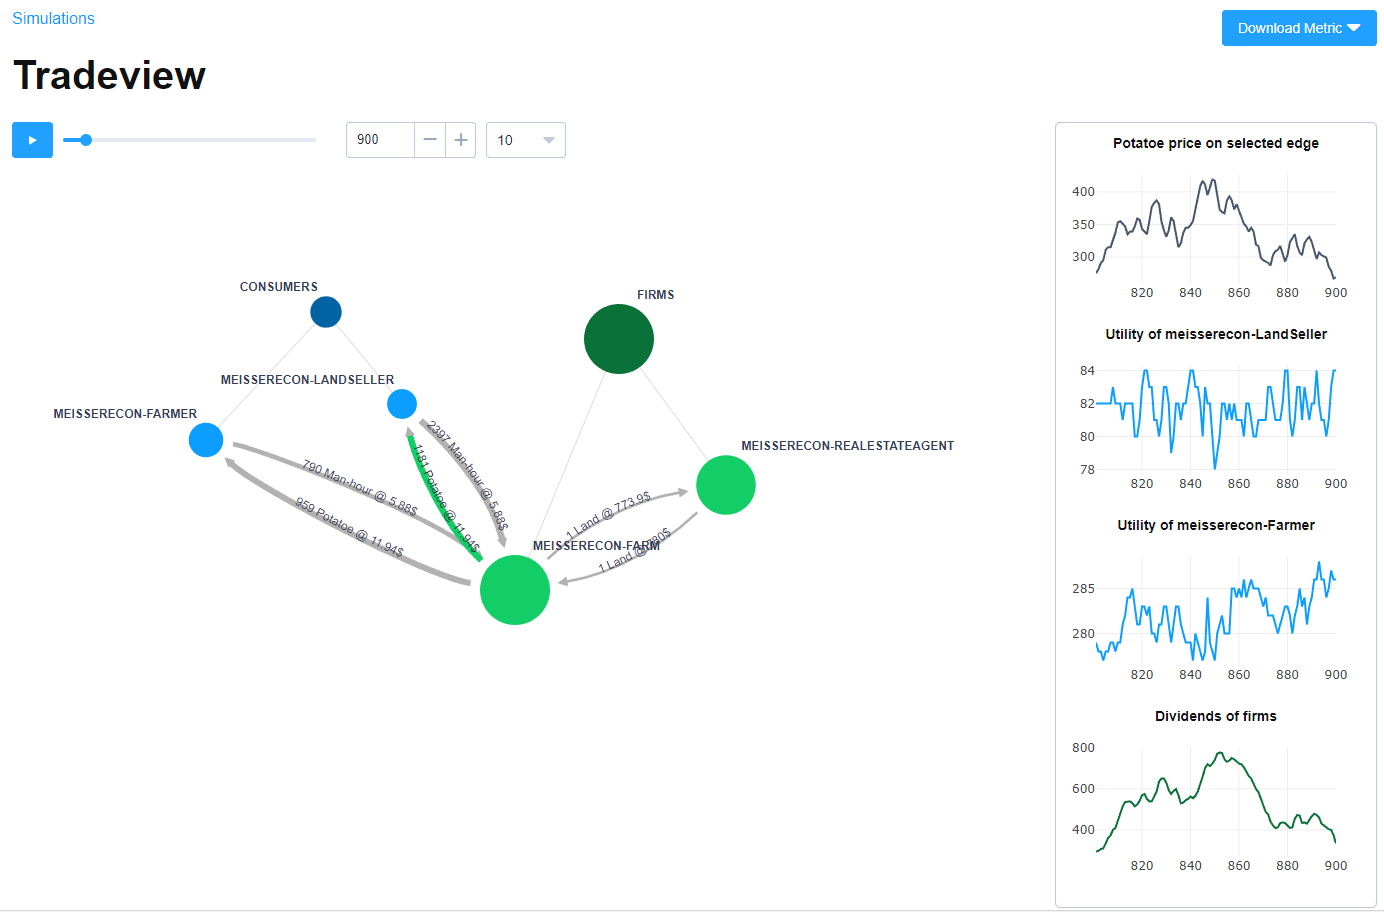 Simulations
Download Metric
Tradeview
900
10
CONSUMERS
FIRMS
MEISSERECON-LANDSELLER
MEISSERECON-FARMER
MEISSERECON-REALESTATEAGENT
MEISSERECON-FARM
2397 Man-hour @ 5.88$
1181 Potatoe @ 11.94$
790 Man-hour @ 5.88$
959 Potatoe @ 11.94$
1 Land @ 773.9$
1 Land @
Potatoe price on selected edge
400
350
300
820 840 860 880 900
Utility of meisserecon-LandSeller
84
82
80
78
820 840 860 880 900
Utility of meisserecon-Farmer
285
280
820 840 860 880 900
Dividends of firms
800
600
400
820 840 860 880 900